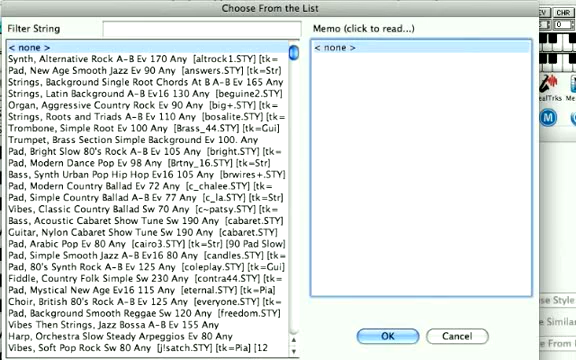 Choose From the List
EV
CHR
Filter String
Memo (click to read...)
< none >
< none >
Synth, Alternative Rock A-B Ev 170 Any [altrock1.STY] [tk=
Pad, New Age Smooth Jazz Ev 90 Any [answers.STY] [tk=Str]
Strings, Background Single Root Chords At B A-B Ev 165 Any
Strings, Latin Background A-B Ev16 130 Any [beguine2.STY]
Organ, Aggressive Country Rock Ev 90 Any [big+.STY] [tk=
Strings, Roots and Triads A-B Ev 110 Any [bosalite.STY] [tk=
Trombone, Simple Root Ev 100 Any [Brass_44.STY] [tk=Gui]
Trumpet, Brass Section Simple Background Ev 100. Any
Pad, Bright Slow 80's Rock A-B Ev 105 Any [bright.STY] [tk=
Pad, Modern Dance Pop Ev 98 Any [Brtny_16.STY] [tk=Str]
Bass, Synth Urban Pop Hip Hop Ev16 105 Any [brwires+.STY]
Pad, Modern Country Ballad Ev 72 Any [c_chalee.STY] [tk=
Pad, Simple Country Ballad A-B Ev 77 Any [c_la.STY] [tk=Str]
Vibes, Classic Country Ballad Sw 70 Any [c~patsy.STY] [tk=
Bass, Acoustic Cabaret Show Tune Sw 190 Any [cabaret.STY]
Guitar, Nylon Cabaret Show Tune Sw 190 Any [cabaret.STY]
Pad, Arabic Pop Ev 80 Any [cairo3.STY] [tk=Str] [90 Pad Slow]
Pad, Simple Smooth Jazz A-B Ev16 80 Any [candles.STY] [tk=
Pad, 80's Synth Rock A-B Ev 125 Any [coleplay.STY] [tk=Gui]
Fiddle, Country Folk Simple Sw 230 Any [contra44.STY] [tk=
Pad, Mystical New Age Ev16 115 Any [eternal.STY] [tk=Pia]
Choir, British 80's Rock A-B Ev 125 Any [everyone.STY] [tk=
Pad, Background Smooth Reggae Sw 120 Any [freedom.STY]
Vibes Then Strings, Jazz Bossa A-B Ev 155 Any
Harp, Orchestra Slow Steady Arpeggios Ev 80 Any
Vibes, Soft Pop Rock Sw 80 Any [j!satch.STY] [tk=Pia] [12
M
OK
Cancel